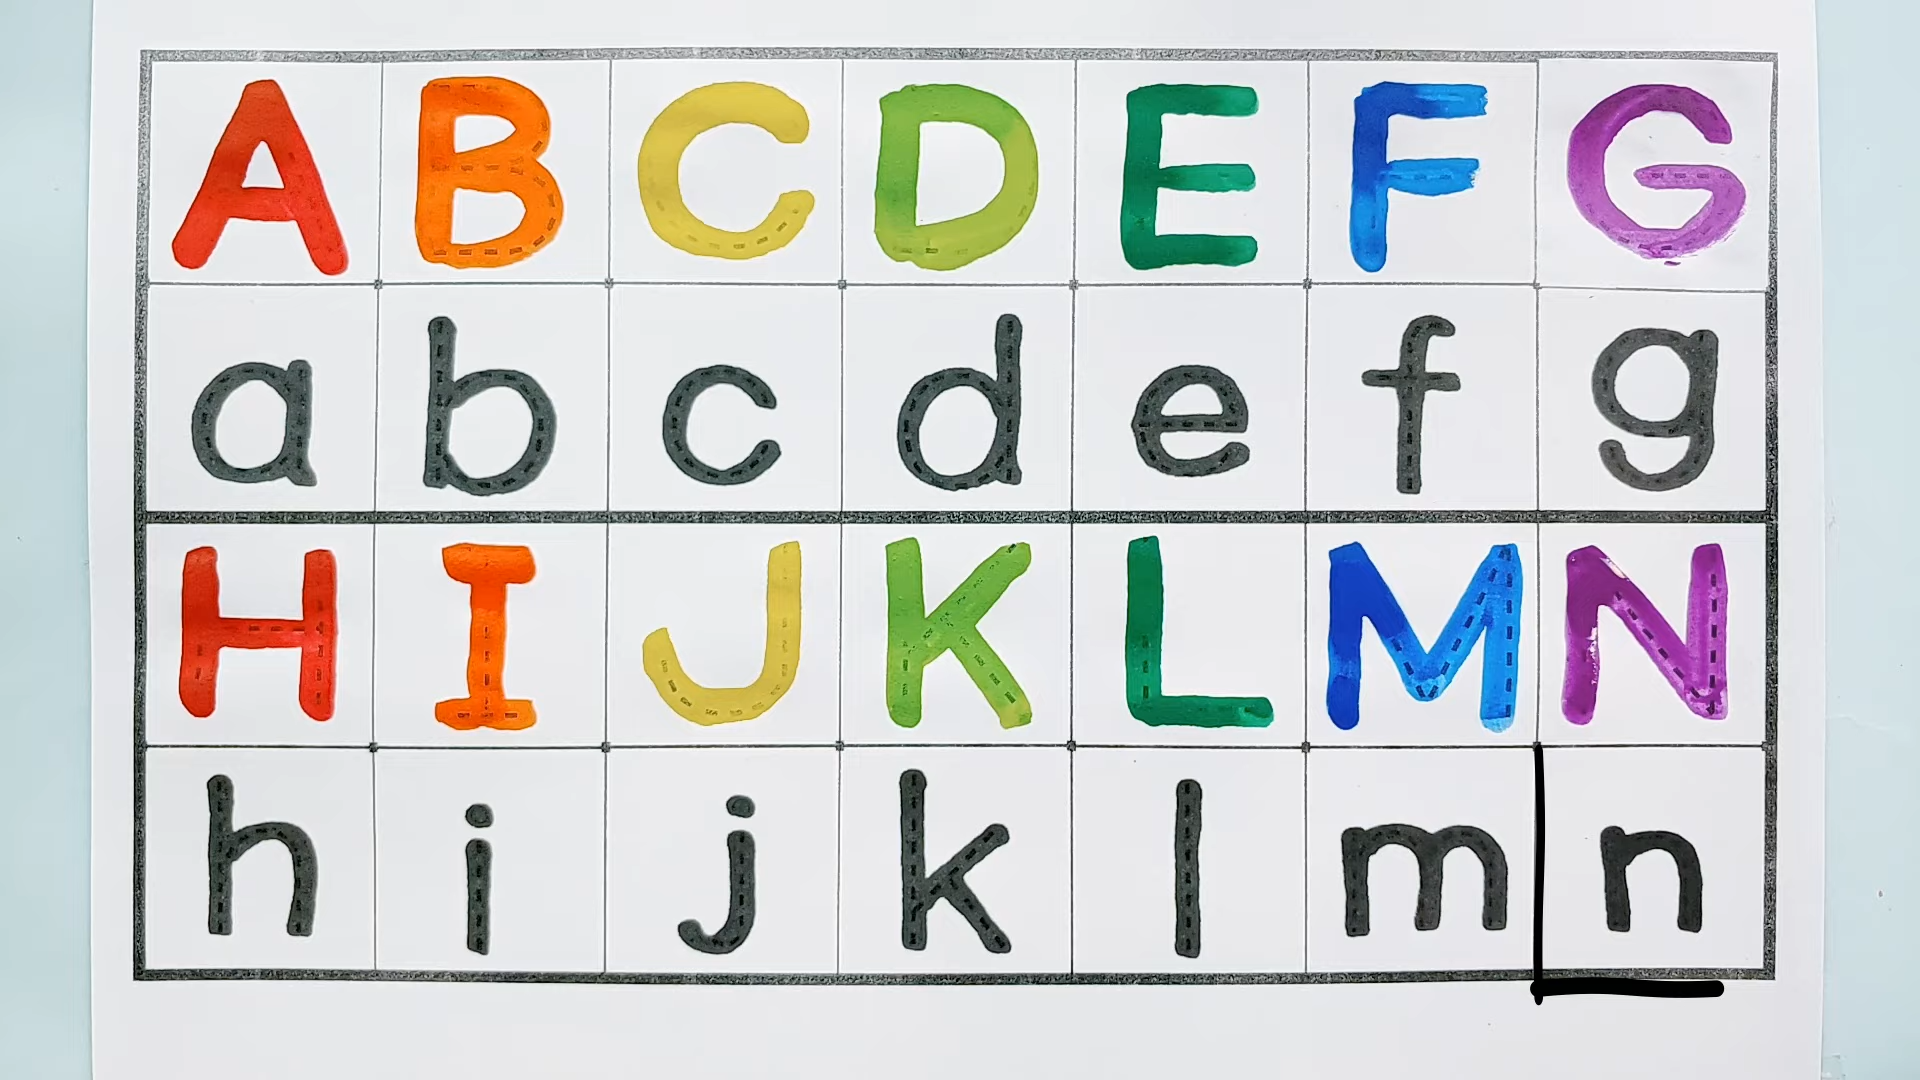 A B C D E F G
a b c d e f g
H I J K L M N
h i j k l m n